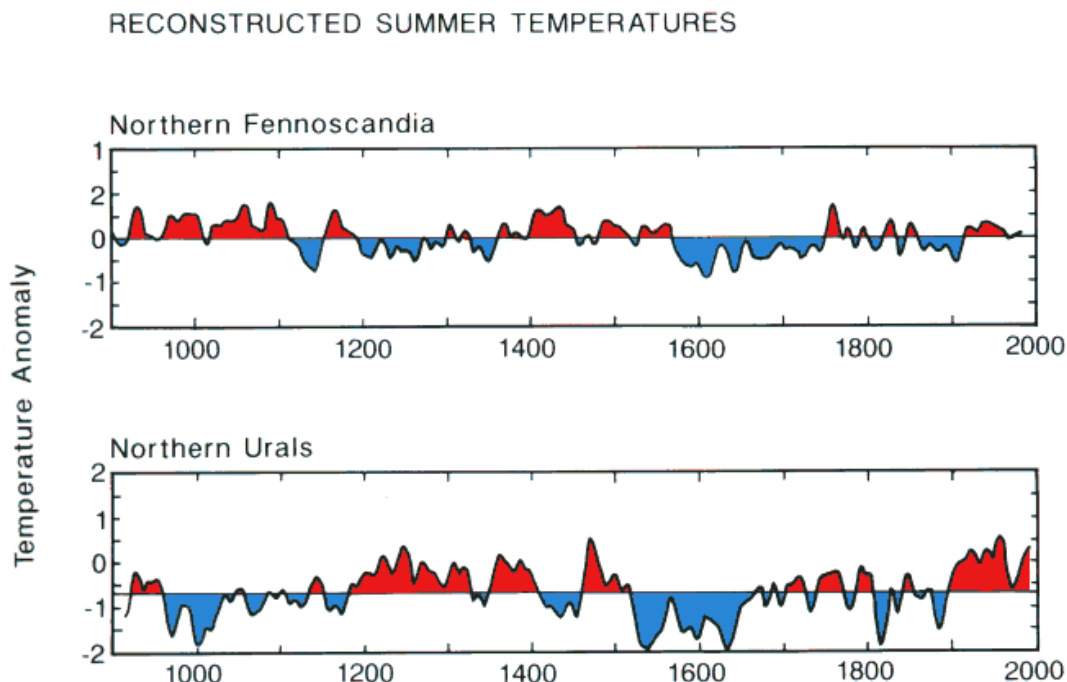 RECONSTRUCTED SUMMER TEMPERATURES
Temperature Anomaly
Northern Fennoscandia
1
2
0
-1
-2
1000 1200 1400 1600 1800 2000
Northern Urals
2
1
0
-1
-2
1000 1200 1400 1600 1800 2000